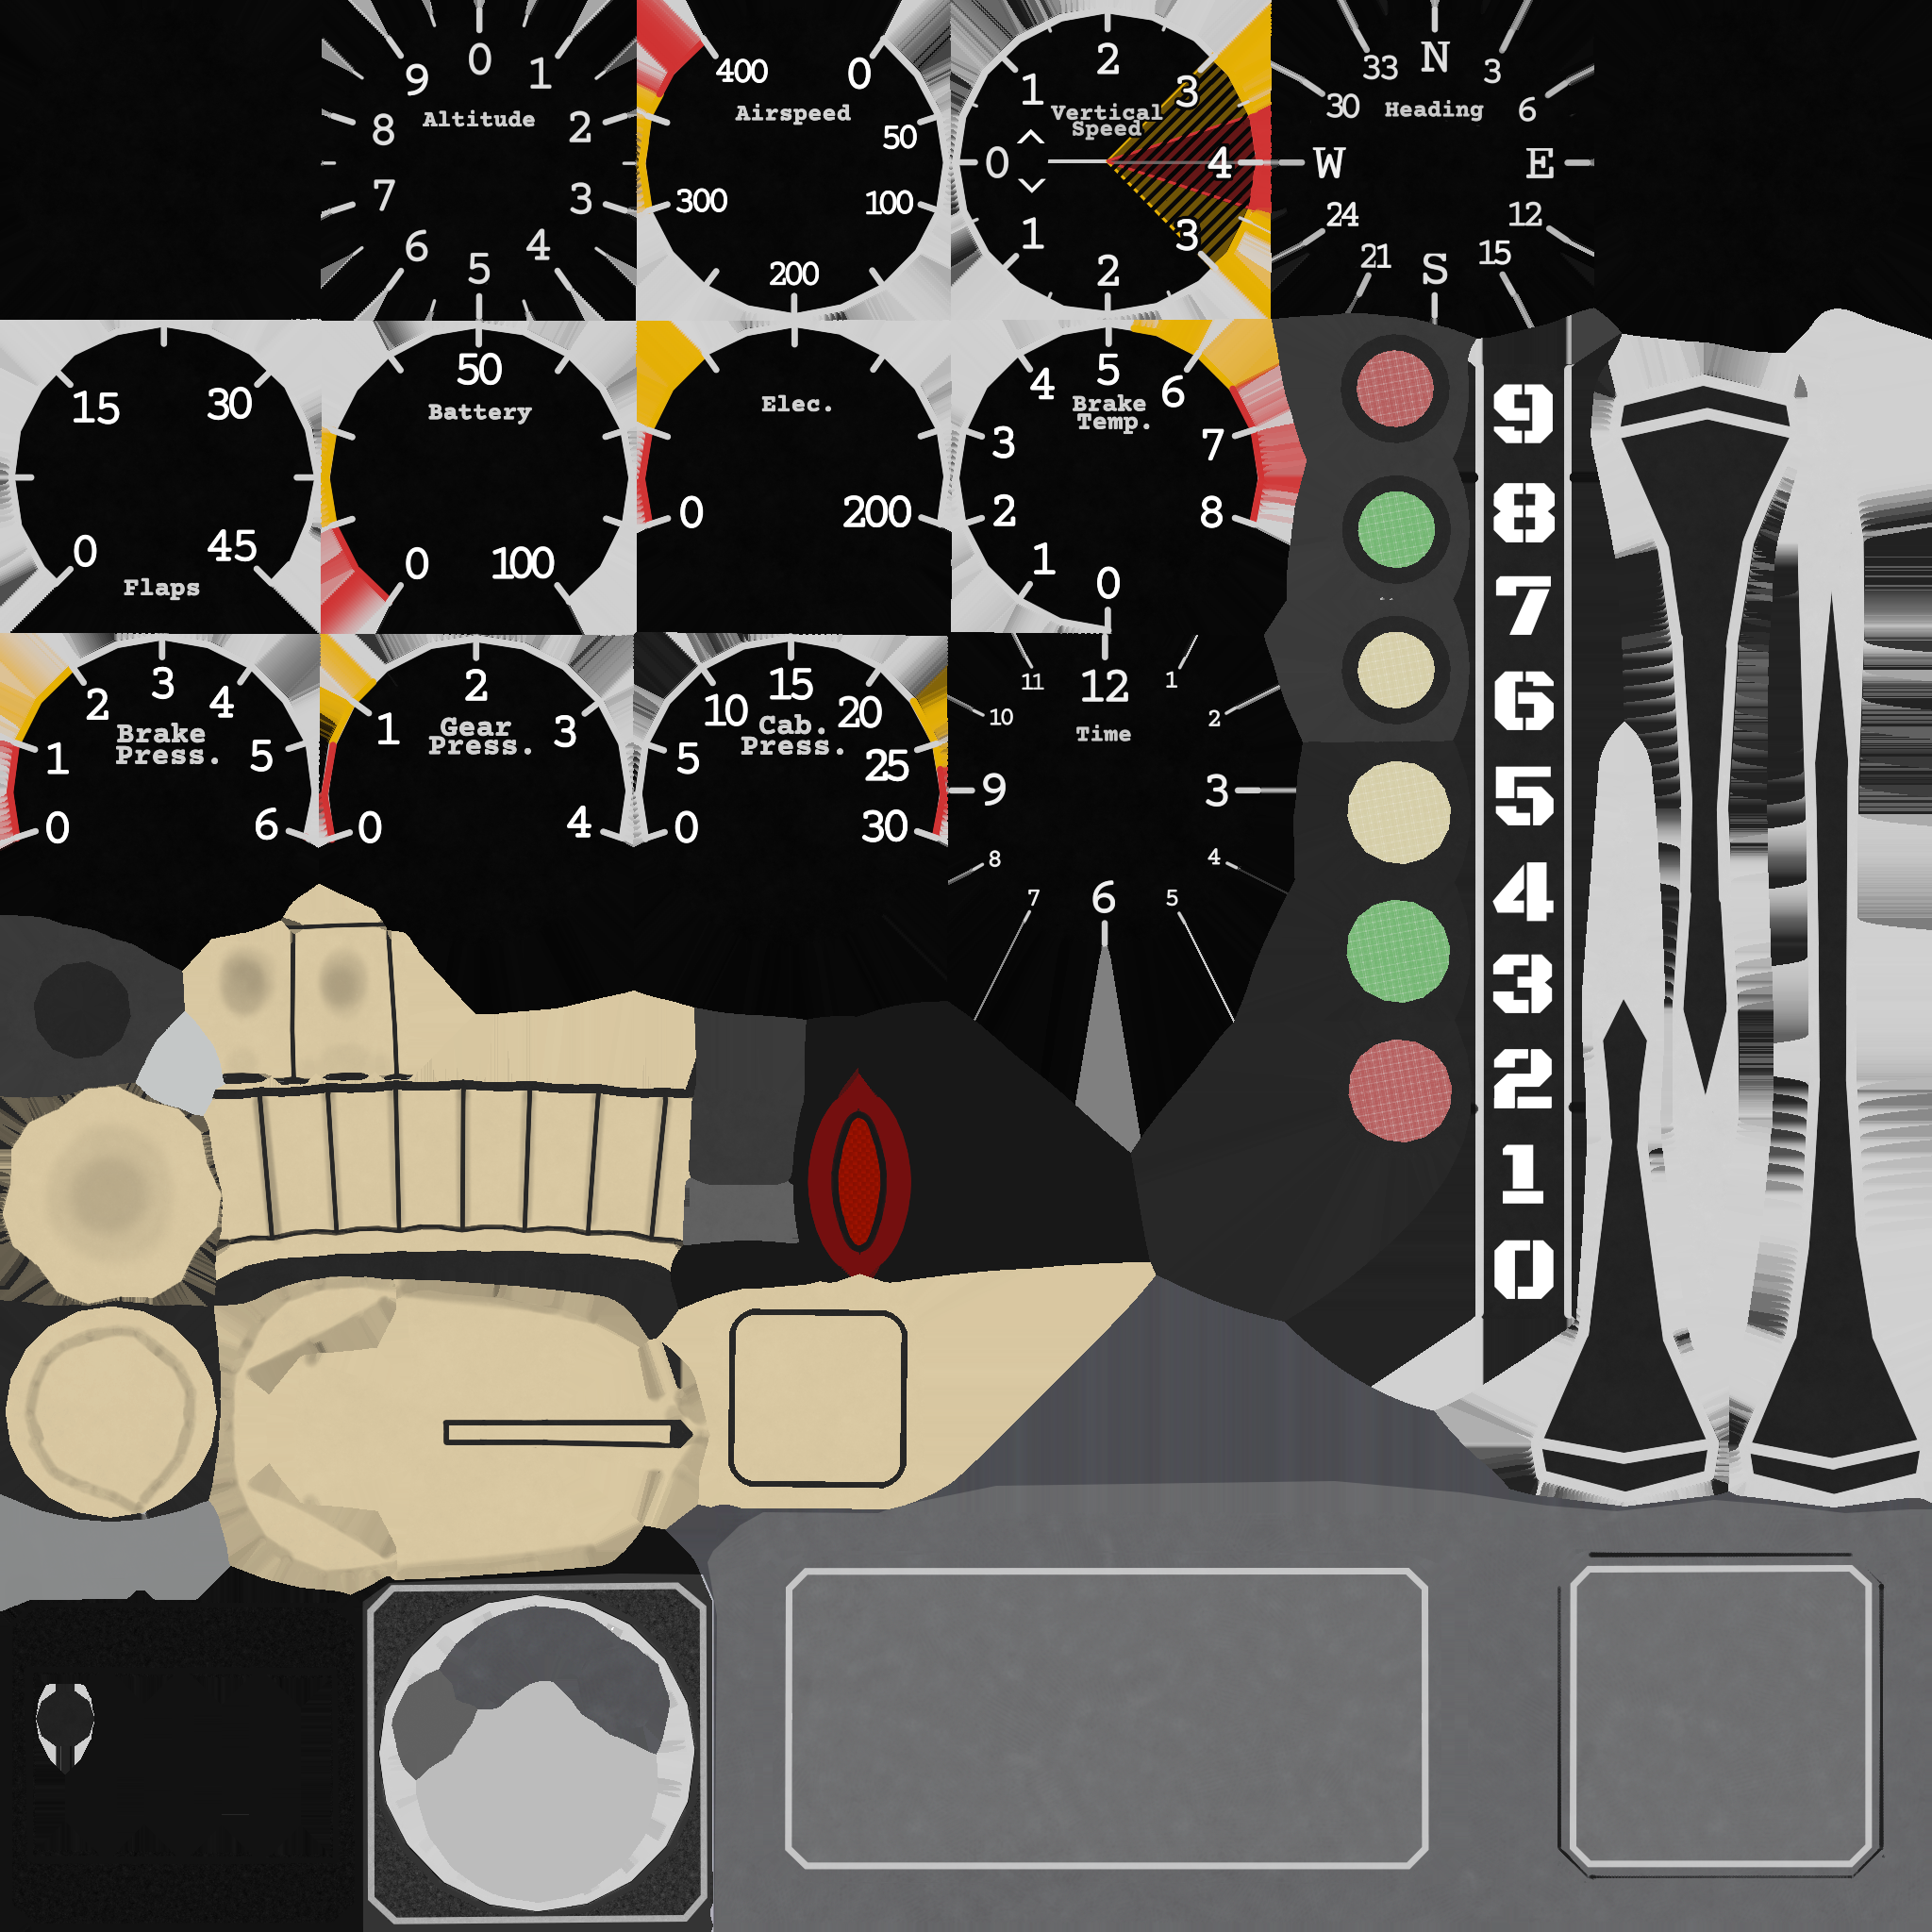 0
9 1
Altitude
8 2
7 3
6 4
5
400 0
Airspeed
50
300 100
200
2
1 3
Vertical
Speed
0 4
1 3
2
N
33 3
30 Heading 6
W E
24 12
21 15
S
15 30
0 45
Flaps
50
Battery
0 100
Elec.
0 200
5
4 6
Brake
Temp.
3 7
2 8
1
0
3
2 4
Brake
Press.
1 5
0 6
2
1 3
Gear
Press.
0 4
15
10 20
Cab.
Press.
5 25
0 30
12
11 1
10 2
Time
9 3
8 4
7 5
6
9
8
7
6
5
4
3
2
1
0